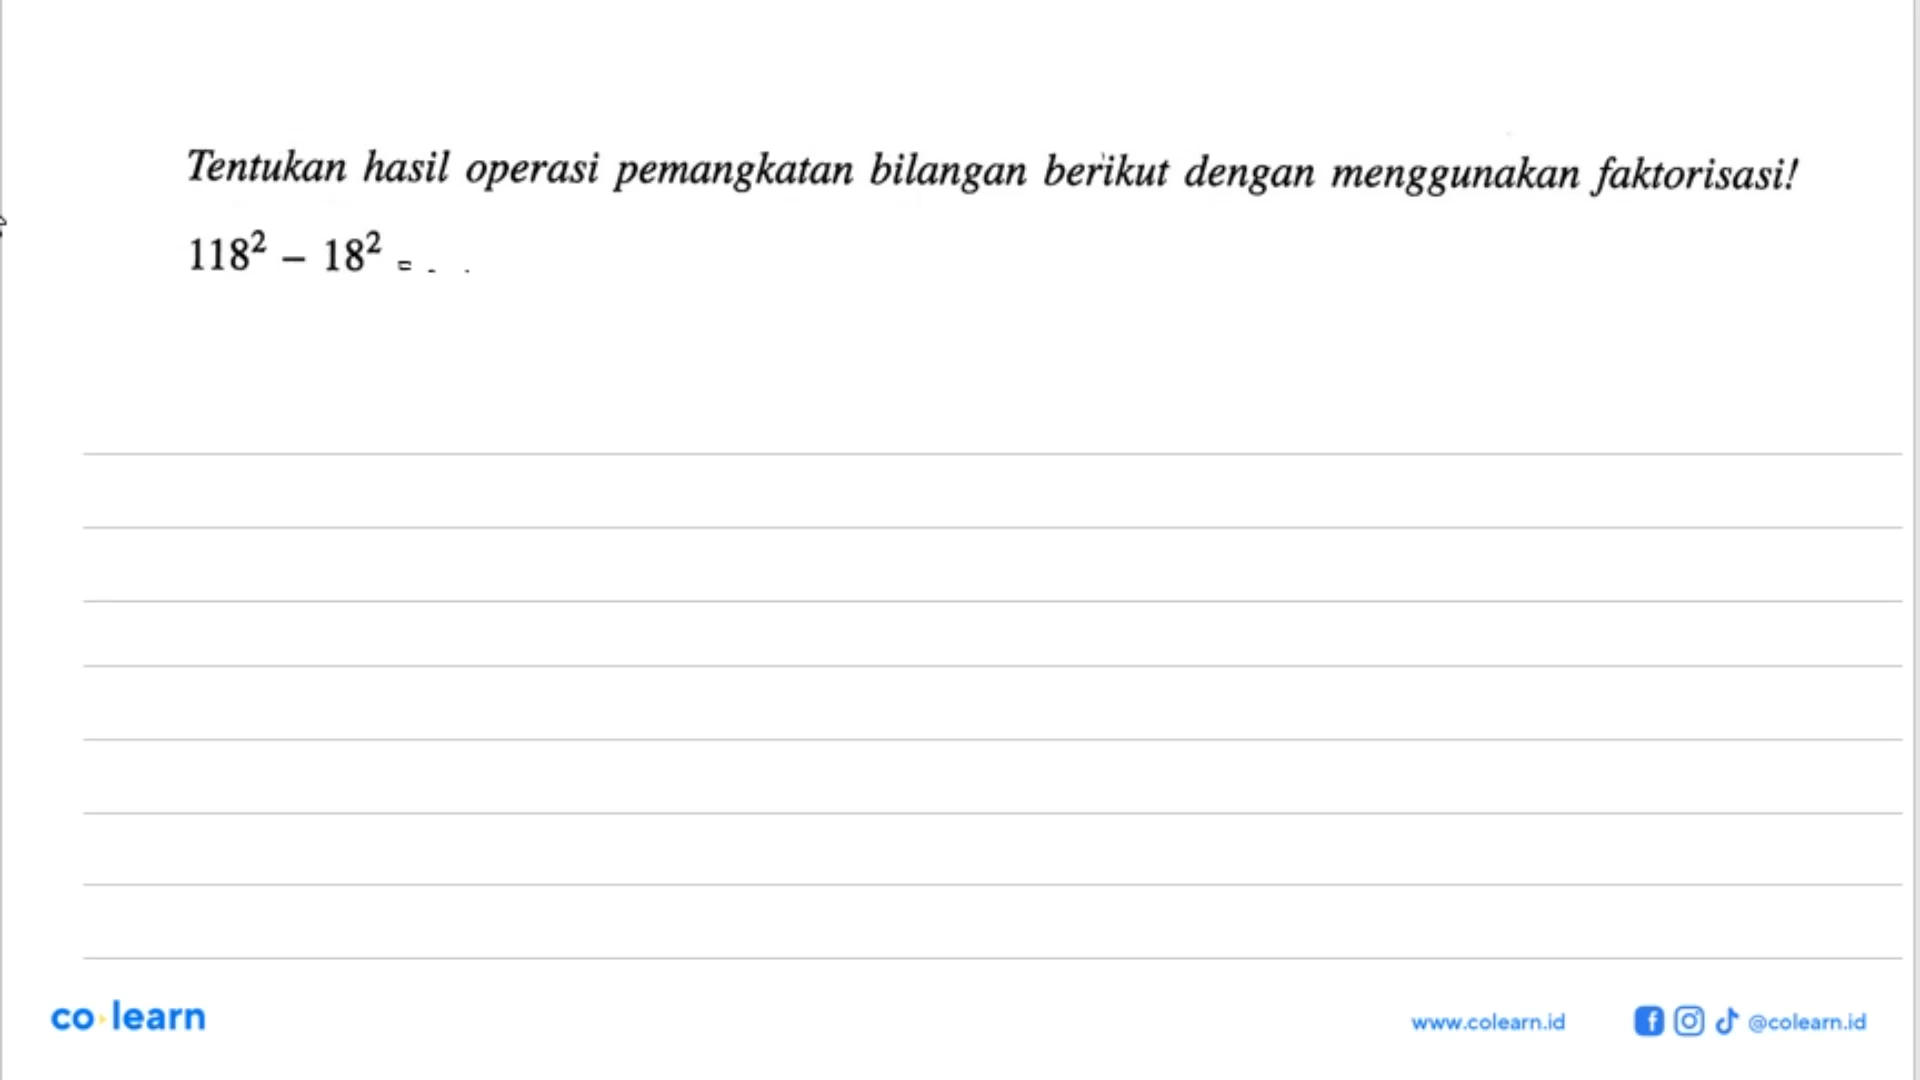 Tentukan hasil operasi pemangkatan bilangan berikut dengan menggunakan faktorisasi!
118² – 18² = . .
co learn
www.colearn.id @colearn.id